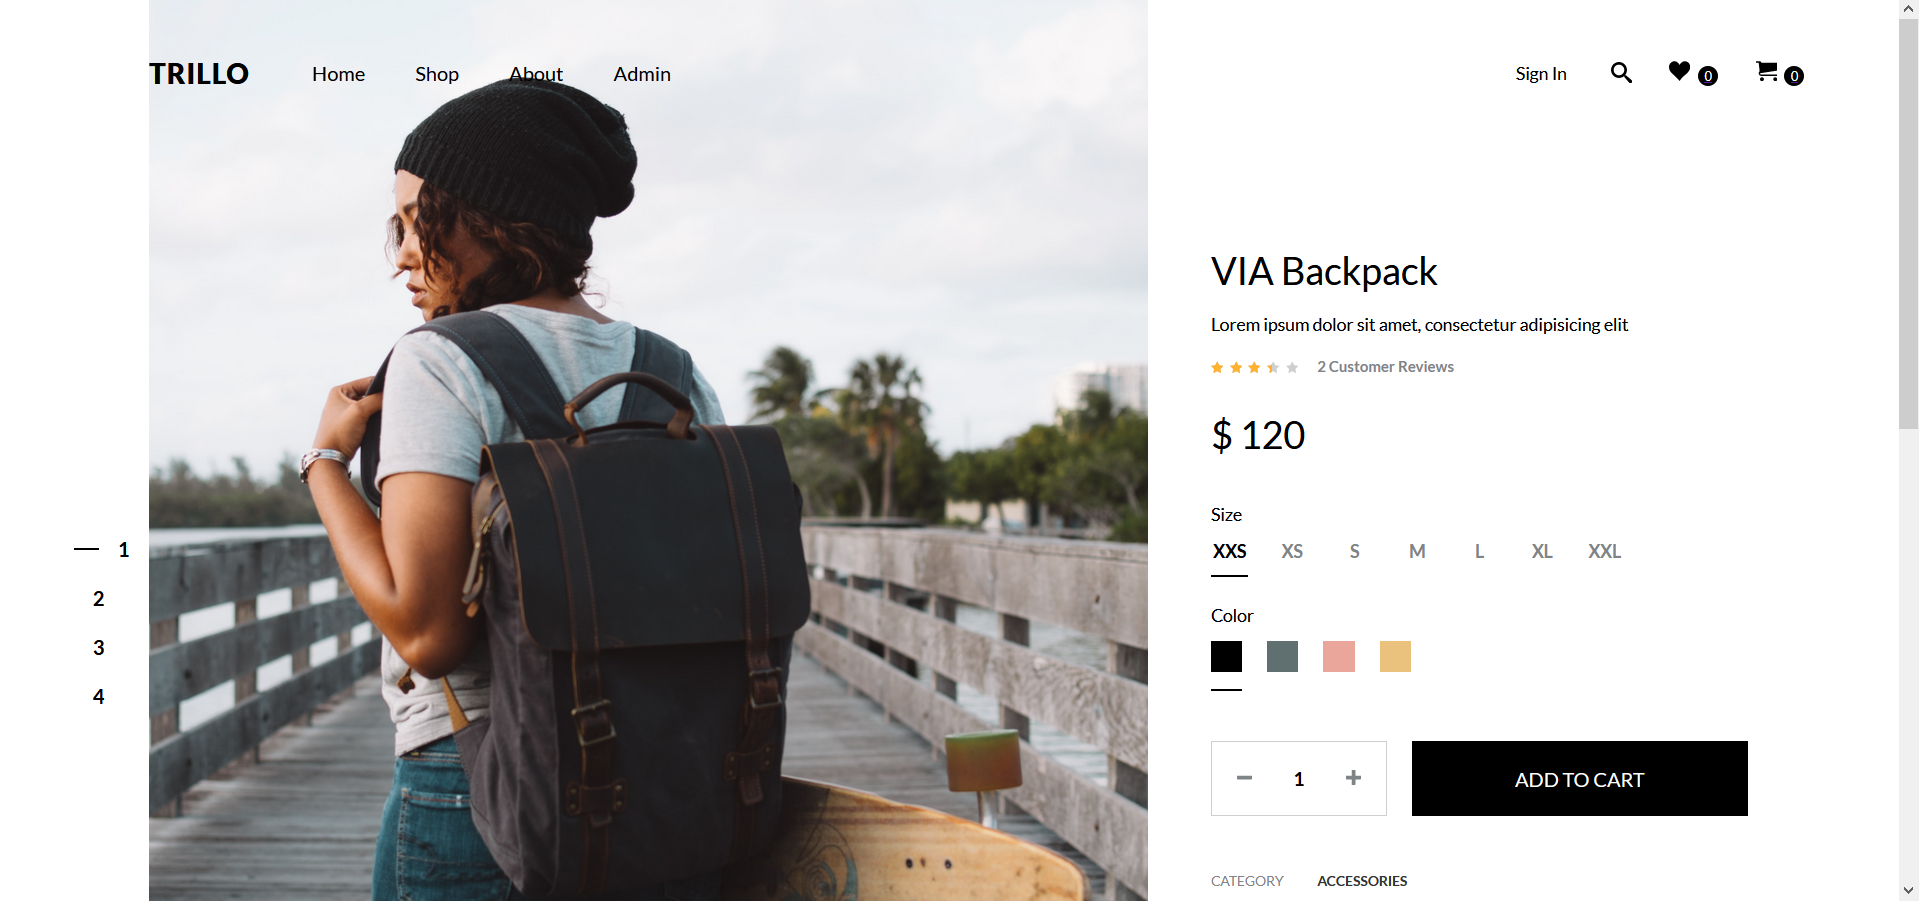 TRILLO Home Shop About Admin Sign In 0 0
VIA Backpack
Lorem ipsum dolor sit amet, consectetur adipisicing elit
2 Customer Reviews
$ 120
Size
XXS XS S M L XL XXL
Color
1
2
3
4
1 ADD TO CART
CATEGORY ACCESSORIES